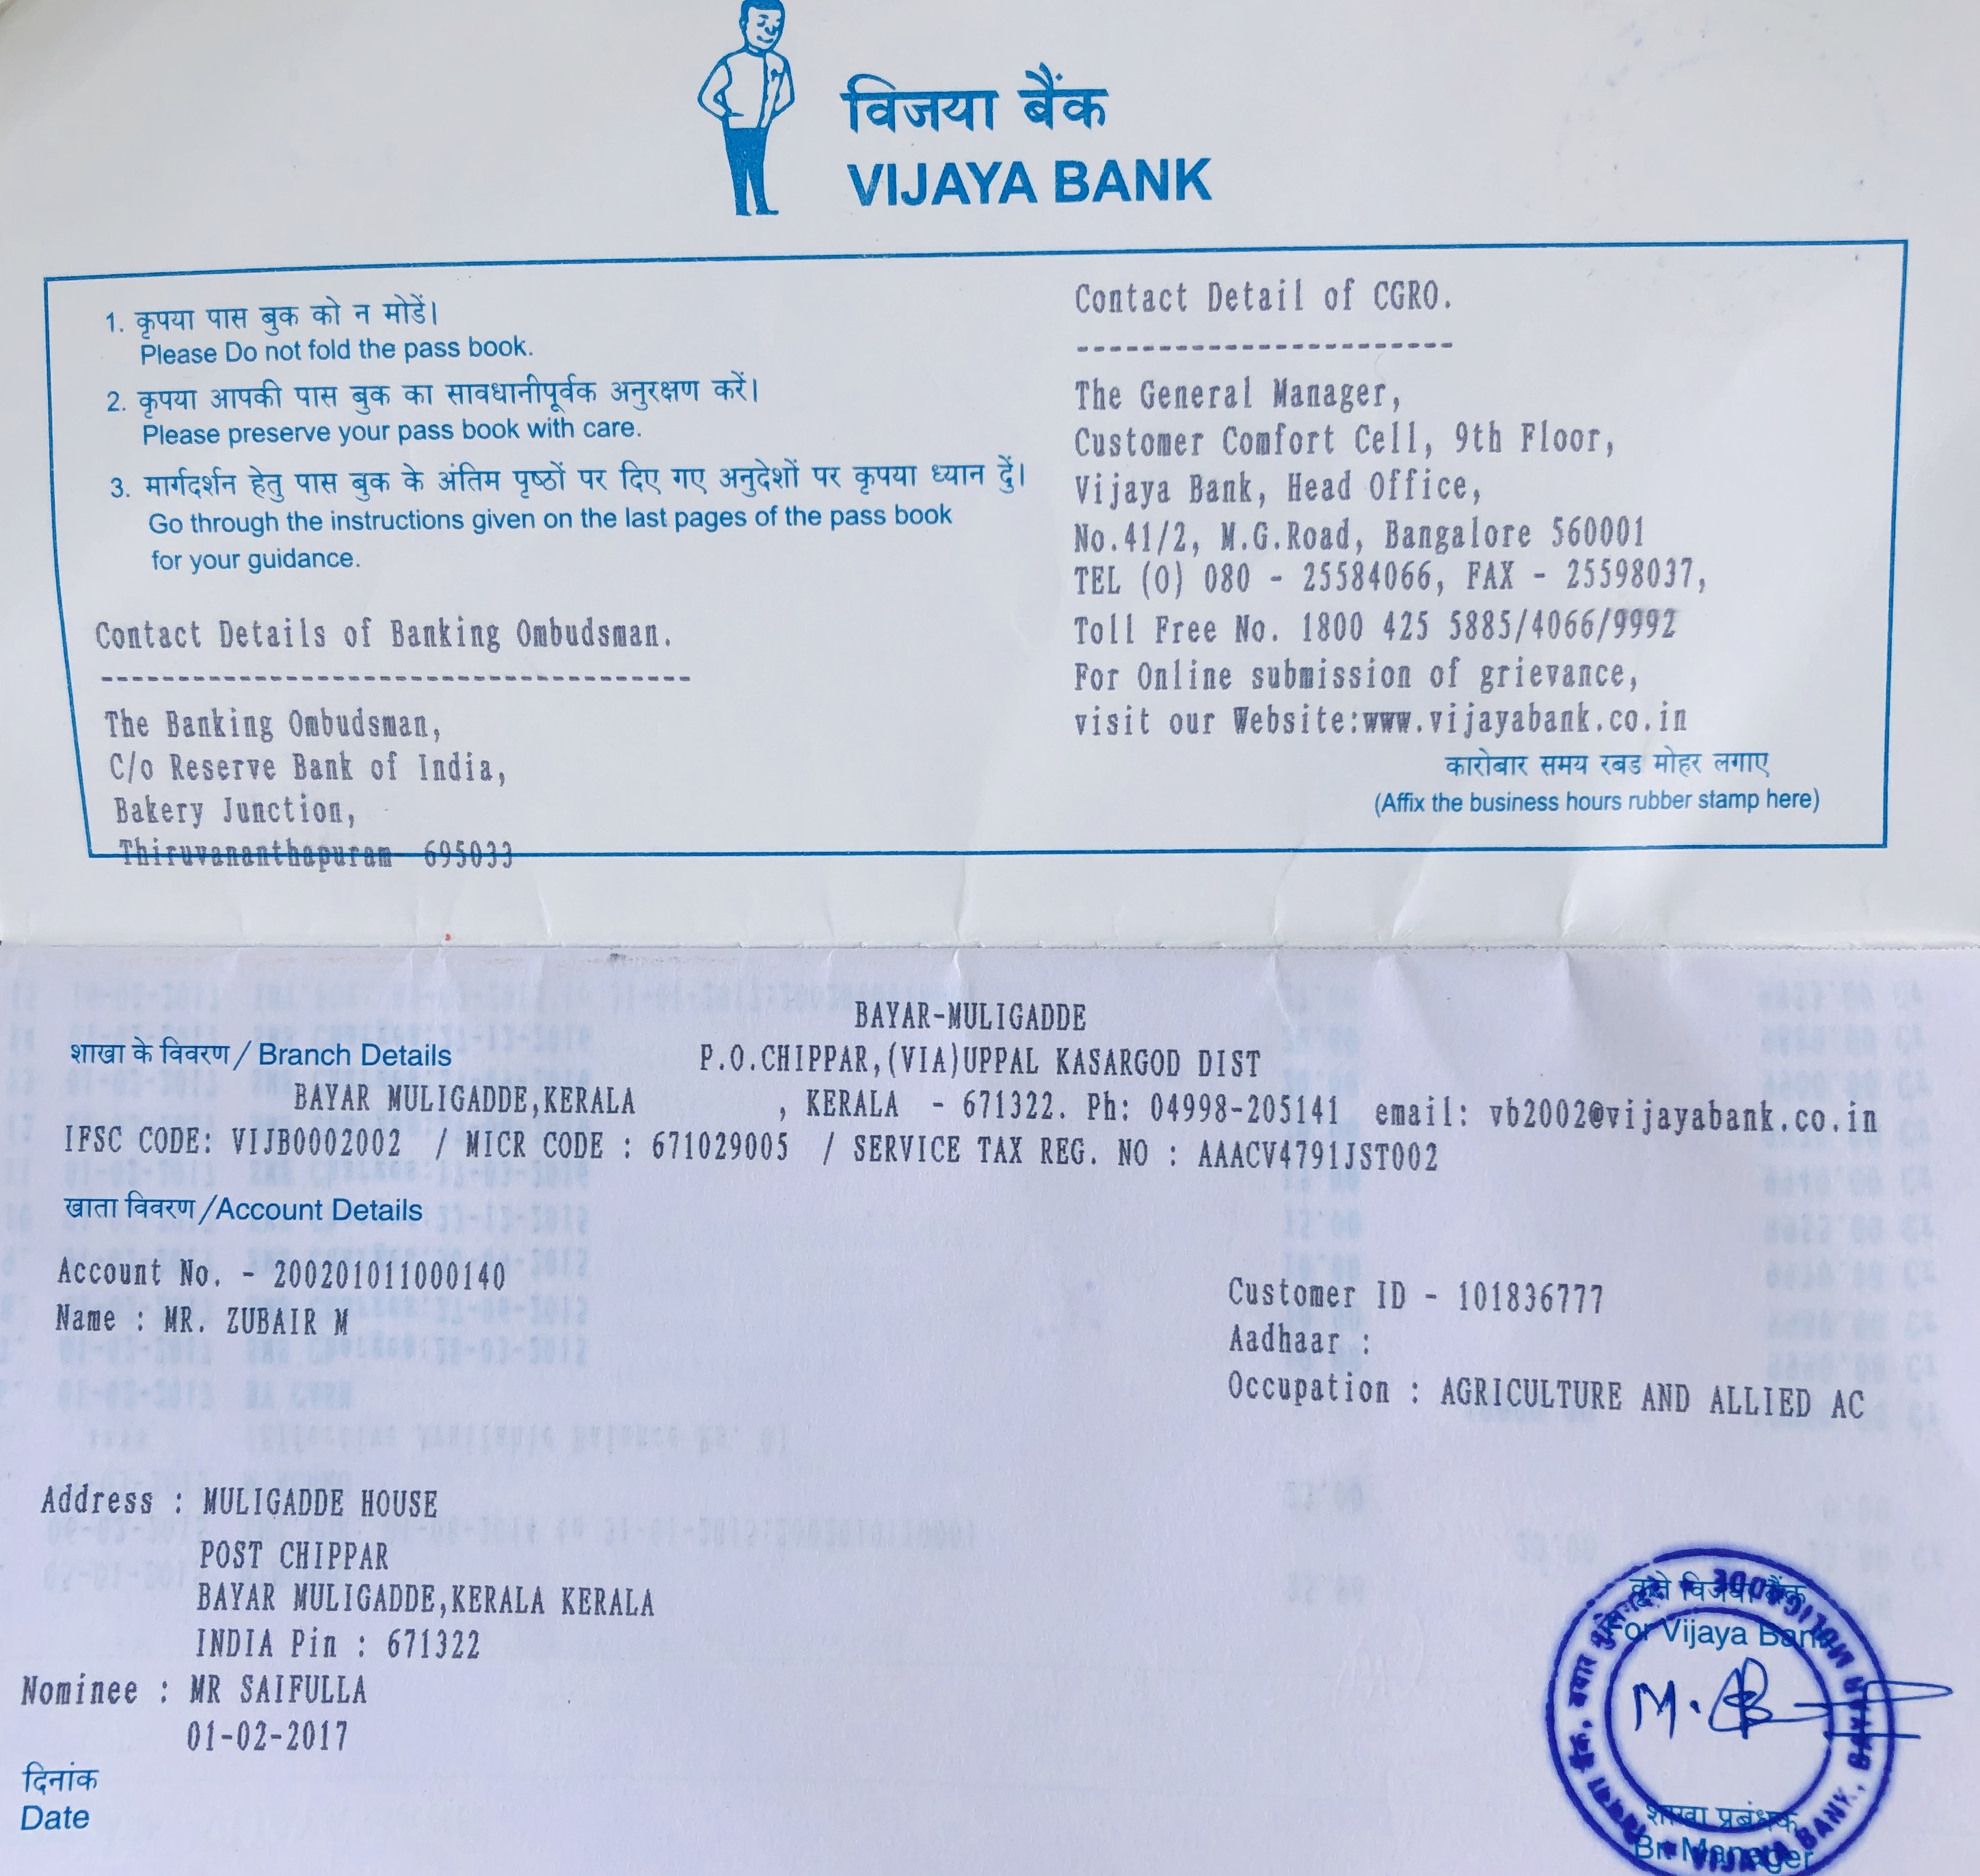 विजया बैंक
VIJAYA BANK
1. कृपया पास बुक को न मोडें।
Please Do not fold the pass book.
2. कृपया आपकी पास बुक का सावधानीपूर्वक अनुरक्षण करें।
Please preserve your pass book with care.
3. मार्गदर्शन हेतु पास बुक के अंतिम पृष्ठों पर दिए गए अनुदेशों पर कृपया ध्यान दें।
Go through the instructions given on the last pages of the pass book
for your guidance.
Contact Details of Banking Ombudsman.
------------------------------------
The Banking Ombudsman,
C/o Reserve Bank of India,
Bakery Junction,
Thiruvananthapuram 695033
Contact Detail of CGRO.
-----------------------
The General Manager,
Customer Comfort Cell, 9th Floor,
Vijaya Bank, Head Office,
No.41/2, M.G.Road, Bangalore 560001
TEL (O) 080 - 25584066, FAX - 25598037,
Toll Free No. 1800 425 5885/4066/9992
For Online submission of grievance,
visit our Website:www.vijayabank.co.in
कारोबार समय रबड मोहर लगाए
(Affix the business hours rubber stamp here)
BAYAR-MULIGADDE
शाखा के विवरण / Branch Details P.O.CHIPPAR,(VIA)UPPAL KASARGOD DIST
BAYAR MULIGADDE,KERALA , KERALA - 671322. Ph: 04998-205141 email: vb2002@vijayabank.co.in
IFSC CODE: VIJB0002002 / MICR CODE : 671029005 / SERVICE TAX REG. NO : AAACV4791JST002
खाता विवरण /Account Details
Account No. - 200201011000140
Name : MR. ZUBAIR M
Customer ID - 101836777
Aadhaar :
Occupation : AGRICULTURE AND ALLIED AC
Address : MULIGADDE HOUSE
POST CHIPPAR
BAYAR MULIGADDE,KERALA KERALA
INDIA Pin : 671322
Nominee : MR SAIFULLA
01-02-2017
दिनांक
Date
कृते विजया बैंक
For Vijaya Bank
शाखा प्रबंधक
Br. Manager
VIJAYA BANK, BAYAR MULIGADDE